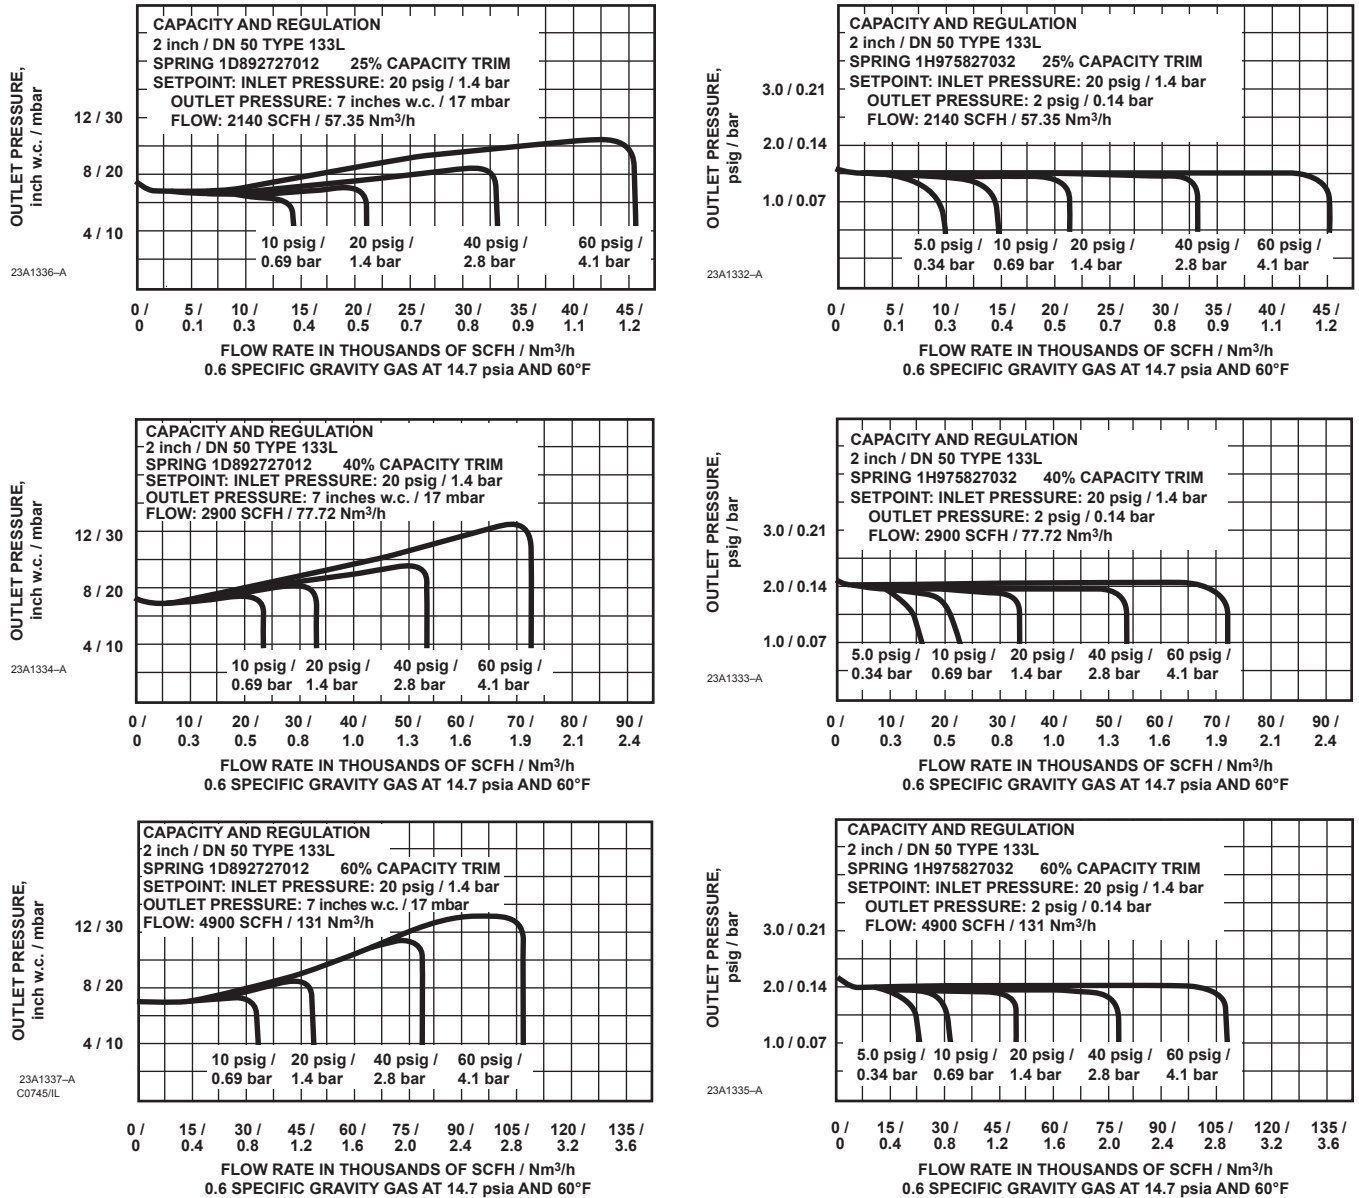 CAPACITY AND REGULATION
2 inch / DN 50 TYPE 133L
SPRING 1D892727012 25% CAPACITY TRIM
SETPOINT: INLET PRESSURE: 20 psig / 1.4 bar
OUTLET PRESSURE: 7 inches w.c. / 17 mbar
FLOW: 2140 SCFH / 57.35 Nm³/h
OUTLET PRESSURE,
inch w.c. / mbar
12 / 30
8 / 20
4 / 10
10 psig / 20 psig / 40 psig / 60 psig /
0.69 bar 1.4 bar 2.8 bar 4.1 bar
23A1336–A
0 / 5 / 10 / 15 / 20 / 25 / 30 / 35 / 40 / 45 /
0 0.1 0.3 0.4 0.5 0.7 0.8 0.9 1.1 1.2
FLOW RATE IN THOUSANDS OF SCFH / Nm³/h
0.6 SPECIFIC GRAVITY GAS AT 14.7 psia AND 60°F
CAPACITY AND REGULATION
2 inch / DN 50 TYPE 133L
SPRING 1H975827032 25% CAPACITY TRIM
SETPOINT: INLET PRESSURE: 20 psig / 1.4 bar
OUTLET PRESSURE: 2 psig / 0.14 bar
FLOW: 2140 SCFH / 57.35 Nm³/h
OUTLET PRESSURE,
psig / bar
3.0 / 0.21
2.0 / 0.14
1.0 / 0.07
5.0 psig / 10 psig / 20 psig / 40 psig / 60 psig /
0.34 bar 0.69 bar 1.4 bar 2.8 bar 4.1 bar
23A1332–A
0 / 5 / 10 / 15 / 20 / 25 / 30 / 35 / 40 / 45 /
0 0.1 0.3 0.4 0.5 0.7 0.8 0.9 1.1 1.2
FLOW RATE IN THOUSANDS OF SCFH / Nm³/h
0.6 SPECIFIC GRAVITY GAS AT 14.7 psia AND 60°F
CAPACITY AND REGULATION
2 inch / DN 50 TYPE 133L
SPRING 1D892727012 40% CAPACITY TRIM
SETPOINT: INLET PRESSURE: 20 psig / 1.4 bar
OUTLET PRESSURE: 7 inches w.c. / 17 mbar
FLOW: 2900 SCFH / 77.72 Nm³/h
OUTLET PRESSURE,
inch w.c. / mbar
12 / 30
8 / 20
4 / 10
10 psig / 20 psig / 40 psig / 60 psig /
0.69 bar 1.4 bar 2.8 bar 4.1 bar
23A1334–A
0 / 10 / 20 / 30 / 40 / 50 / 60 / 70 / 80 / 90 /
0 0.3 0.5 0.8 1.0 1.3 1.6 1.9 2.1 2.4
FLOW RATE IN THOUSANDS OF SCFH / Nm³/h
0.6 SPECIFIC GRAVITY GAS AT 14.7 psia AND 60°F
CAPACITY AND REGULATION
2 inch / DN 50 TYPE 133L
SPRING 1H975827032 40% CAPACITY TRIM
SETPOINT: INLET PRESSURE: 20 psig / 1.4 bar
OUTLET PRESSURE: 2 psig / 0.14 bar
FLOW: 2900 SCFH / 77.72 Nm³/h
OUTLET PRESSURE,
psig / bar
3.0 / 0.21
2.0 / 0.14
1.0 / 0.07
5.0 psig / 10 psig / 20 psig / 40 psig / 60 psig /
0.34 bar 0.69 bar 1.4 bar 2.8 bar 4.1 bar
23A1333–A
0 / 10 / 20 / 30 / 40 / 50 / 60 / 70 / 80 / 90 /
0 0.3 0.5 0.8 1.0 1.3 1.6 1.9 2.1 2.4
FLOW RATE IN THOUSANDS OF SCFH / Nm³/h
0.6 SPECIFIC GRAVITY GAS AT 14.7 psia AND 60°F
CAPACITY AND REGULATION
2 inch / DN 50 TYPE 133L
SPRING 1D892727012 60% CAPACITY TRIM
SETPOINT: INLET PRESSURE: 20 psig / 1.4 bar
OUTLET PRESSURE: 7 inches w.c. / 17 mbar
FLOW: 4900 SCFH / 131 Nm³/h
OUTLET PRESSURE,
inch w.c. / mbar
12 / 30
8 / 20
4 / 10
10 psig / 20 psig / 40 psig / 60 psig /
0.69 bar 1.4 bar 2.8 bar 4.1 bar
23A1337–A
C0745/IL
0 / 15 / 30 / 45 / 60 / 75 / 90 / 105 / 120 / 135 /
0 0.4 0.8 1.2 1.6 2.0 2.4 2.8 3.2 3.6
FLOW RATE IN THOUSANDS OF SCFH / Nm³/h
0.6 SPECIFIC GRAVITY GAS AT 14.7 psia AND 60°F
CAPACITY AND REGULATION
2 inch / DN 50 TYPE 133L
SPRING 1H975827032 60% CAPACITY TRIM
SETPOINT: INLET PRESSURE: 20 psig / 1.4 bar
OUTLET PRESSURE: 2 psig / 0.14 bar
FLOW: 4900 SCFH / 131 Nm³/h
OUTLET PRESSURE,
psig / bar
3.0 / 0.21
2.0 / 0.14
1.0 / 0.07
5.0 psig / 10 psig / 20 psig / 40 psig / 60 psig /
0.34 bar 0.69 bar 1.4 bar 2.8 bar 4.1 bar
23A1335–A
0 / 15 / 30 / 45 / 60 / 75 / 90 / 105 / 120 / 135 /
0 0.4 0.8 1.2 1.6 2.0 2.4 2.8 3.2 3.6
FLOW RATE IN THOUSANDS OF SCFH / Nm³/h
0.6 SPECIFIC GRAVITY GAS AT 14.7 psia AND 60°F